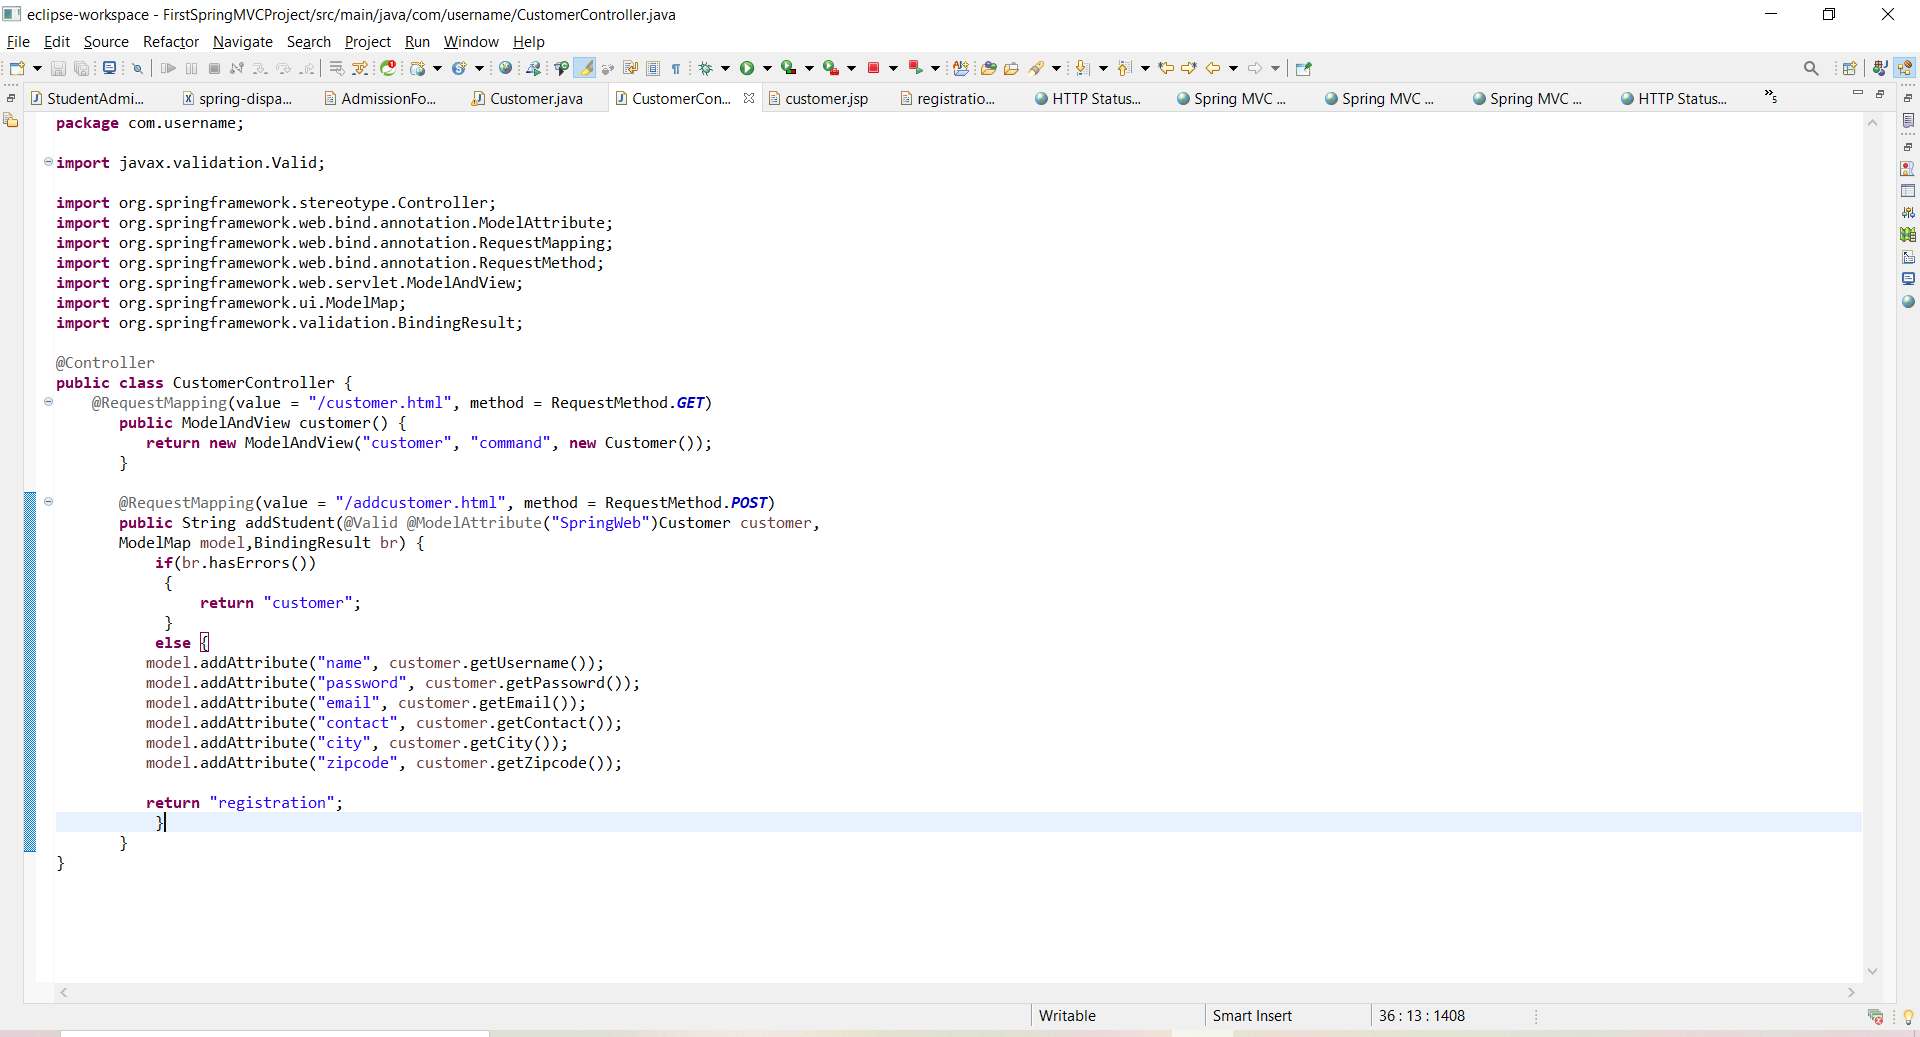 eclipse-workspace - FirstSpringMVCProject/src/main/java/com/username/CustomerController.java
File Edit Source Refactor Navigate Search Project Run Window Help
StudentAdmi... spring-dispa... AdmissionFo... Customer.java CustomerCon... customer.jsp registratio... HTTP Status... Spring MVC ... Spring MVC ... Spring MVC ... HTTP Status... »5
package com.username;
import javax.validation.Valid;
import org.springframework.stereotype.Controller;
import org.springframework.web.bind.annotation.ModelAttribute;
import org.springframework.web.bind.annotation.RequestMapping;
import org.springframework.web.bind.annotation.RequestMethod;
import org.springframework.web.servlet.ModelAndView;
import org.springframework.ui.ModelMap;
import org.springframework.validation.BindingResult;
@Controller
public class CustomerController {
@RequestMapping(value = "/customer.html", method = RequestMethod.GET)
public ModelAndView customer() {
return new ModelAndView("customer", "command", new Customer());
}
@RequestMapping(value = "/addcustomer.html", method = RequestMethod.POST)
public String addStudent(@Valid @ModelAttribute("SpringWeb")Customer customer,
ModelMap model,BindingResult br) {
if(br.hasErrors())
{
return "customer";
}
else {
model.addAttribute("name", customer.getUsername());
model.addAttribute("password", customer.getPassowrd());
model.addAttribute("email", customer.getEmail());
model.addAttribute("contact", customer.getContact());
model.addAttribute("city", customer.getCity());
model.addAttribute("zipcode", customer.getZipcode());
return "registration";
}
}
}
Writable Smart Insert 36 : 13 : 1408